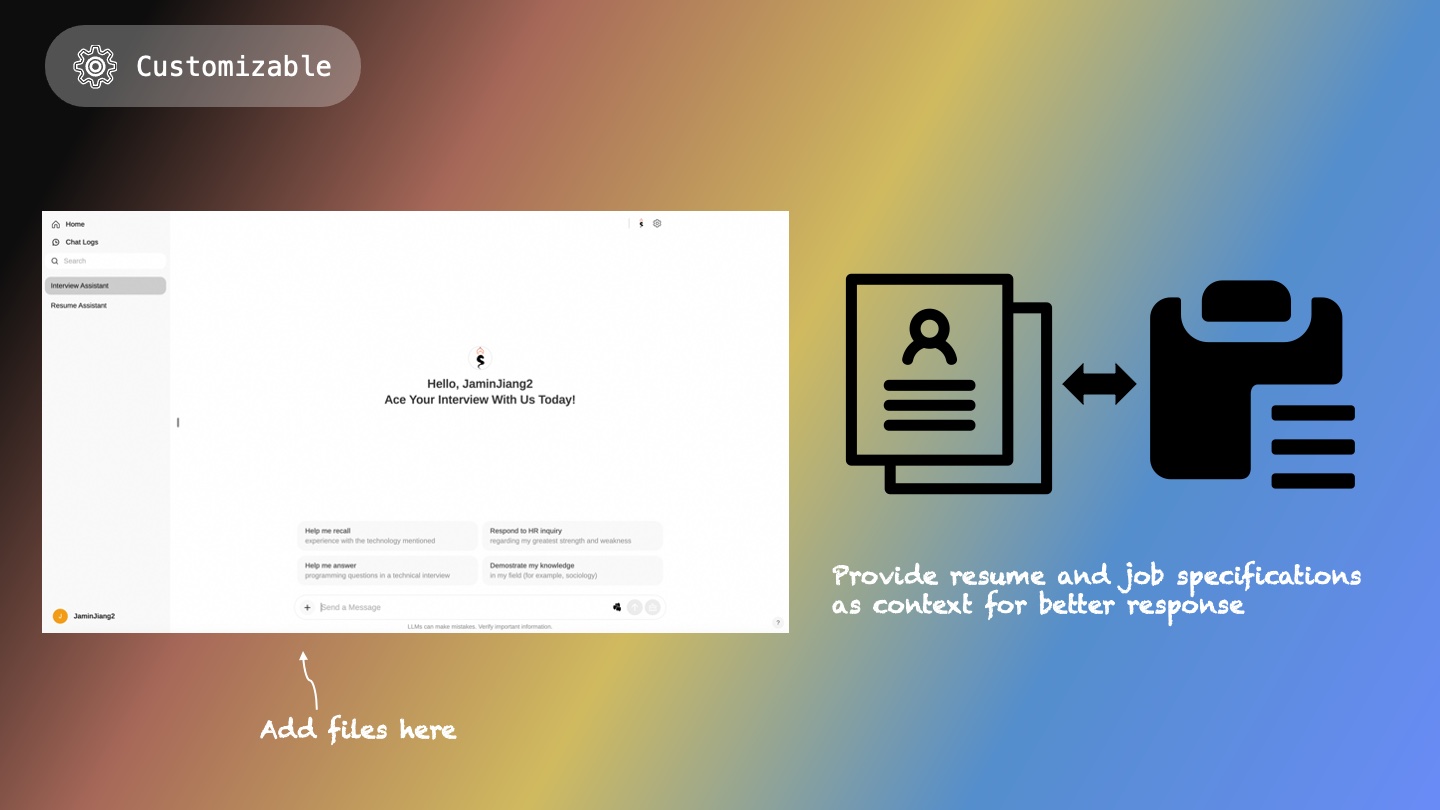 Customizable
Home
Chat Logs
Search
Interview Assistant
Resume Assistant
Hello, JaminJiang2
Ace Your Interview With Us Today!
Help me recall
experience with the technology mentioned
Respond to HR inquiry
regarding my greatest strength and weakness
Help me answer
programming questions in a technical interview
Demostrate my knowledge
in my field (for example, sociology)
Send a Message
J
JaminJiang2
LLMs can make mistakes. Verify important information.
?
Provide resume and job specifications
as context for better response
Add files here